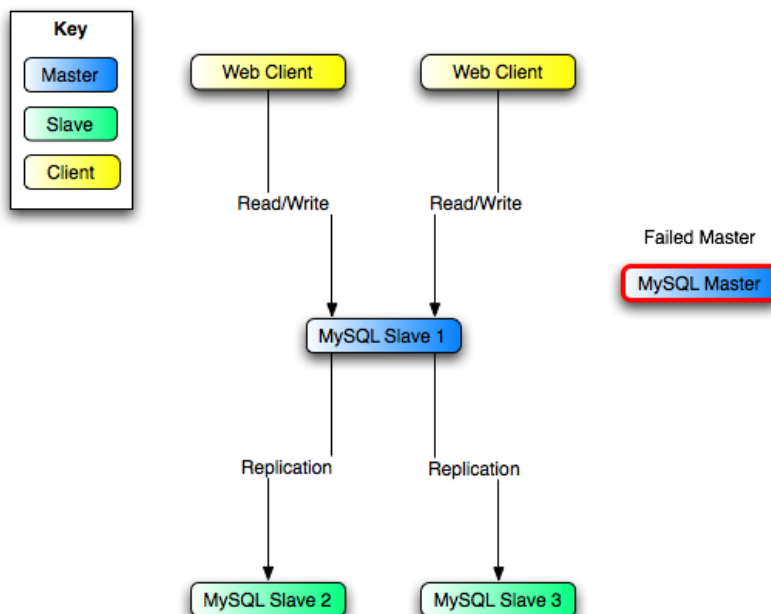 Key
Master
Slave
Client
Web Client
Web Client
Read/Write
Read/Write
Failed Master
MySQL Master
MySQL Slave 1
Replication
Replication
MySQL Slave 2
MySQL Slave 3